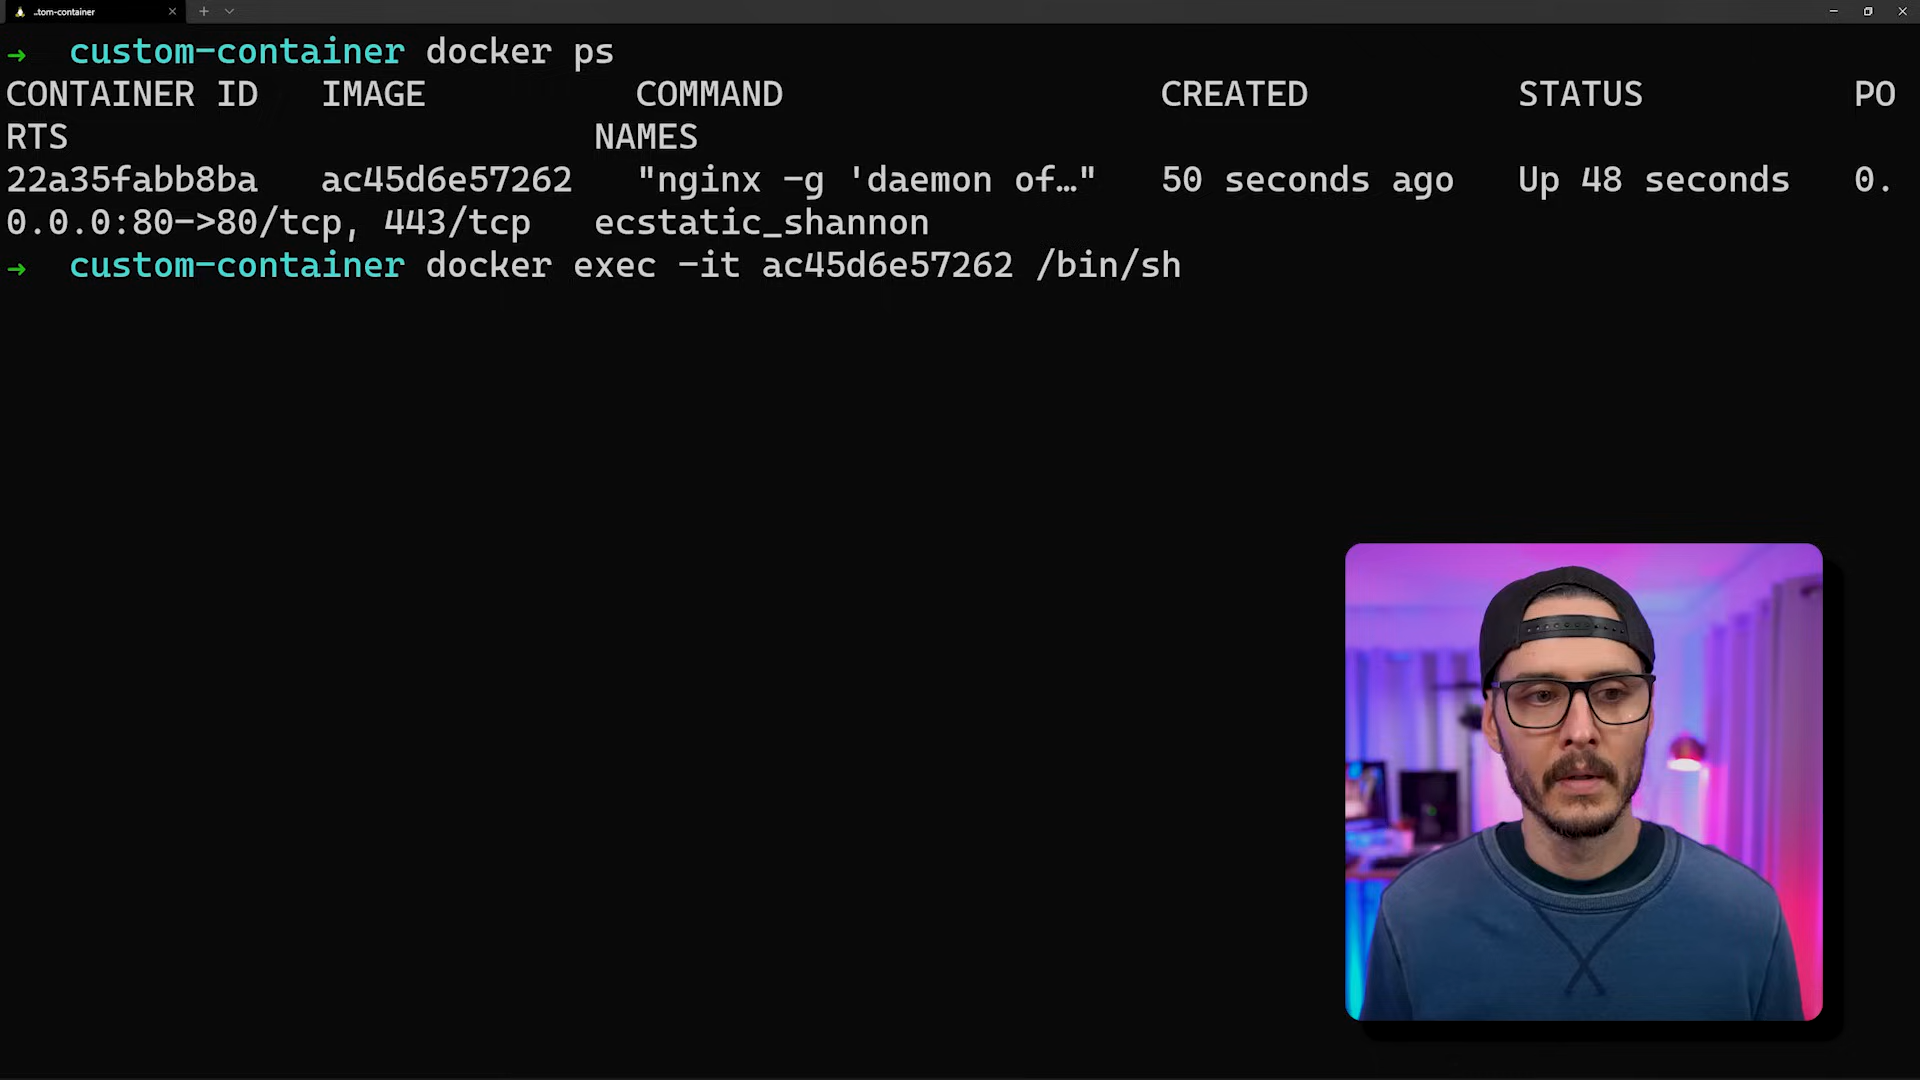 ..tom-container
→ custom-container docker ps
CONTAINER ID IMAGE COMMAND CREATED STATUS PO
RTS NAMES
22a35fabb8ba ac45d6e57262 "nginx -g 'daemon of…" 50 seconds ago Up 48 seconds 0.
0.0.0:80->80/tcp, 443/tcp ecstatic_shannon
→ custom-container docker exec -it ac45d6e57262 /bin/sh